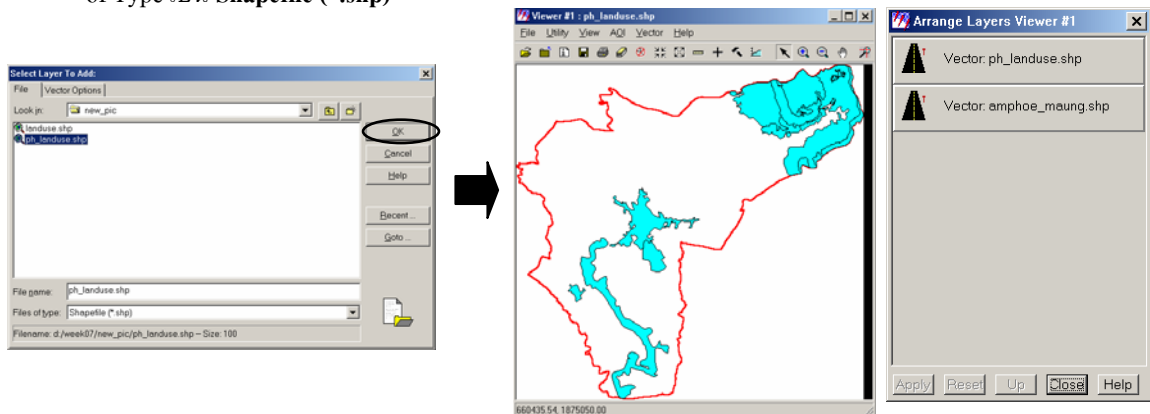 Shapefile (*.shp)
Select Layer To Add:
File Vector Options
Look in: new_pic
landuse.shp
ph_landuse.shp
OK
Cancel
Help
Recent ...
Goto ...
File name: ph_landuse.shp
Files of type: Shapefile (*.shp)
Filename: d:/week07/new_pic/ph_landuse.shp -- Size: 100
Viewer #1 : ph_landuse.shp
File Utility View AOI Vector Help
660435.54, 1875050.00
Arrange Layers Viewer #1
Vector: ph_landuse.shp
Vector: amphoe_maung.shp
Apply Reset Up Close Help